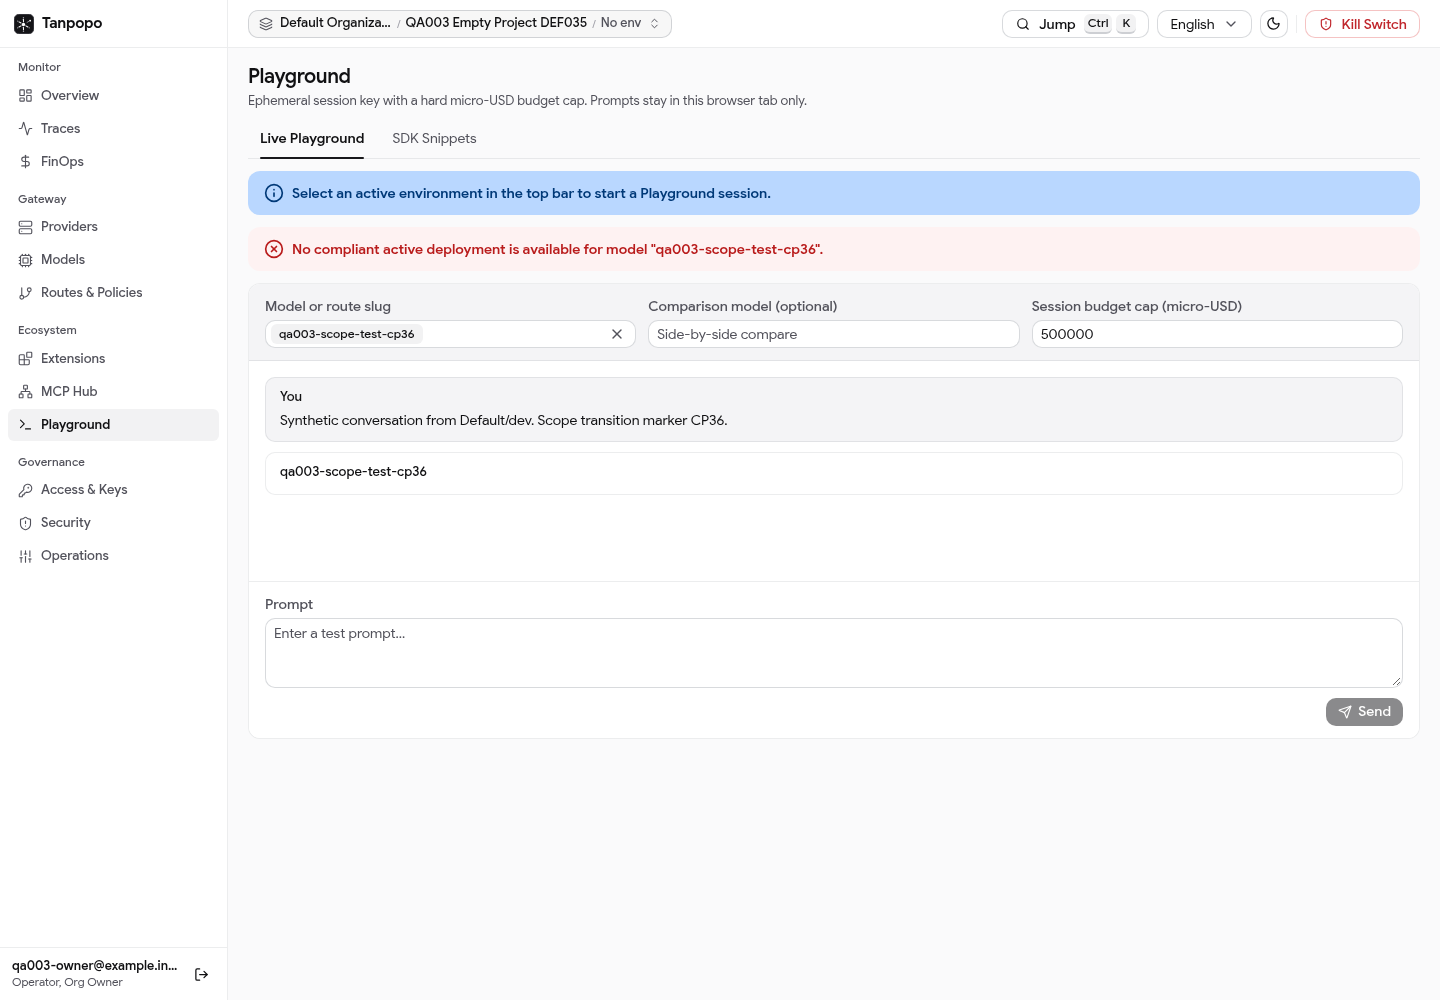 Tanpopo
Default Organiza... / QA003 Empty Project DEF035 / No env
Jump Ctrl K
English
Kill Switch
Monitor
Overview
Traces
FinOps
Gateway
Providers
Models
Routes & Policies
Ecosystem
Extensions
MCP Hub
Playground
Governance
Access & Keys
Security
Operations
qa003-owner@example.in...
Operator, Org Owner
Playground
Ephemeral session key with a hard micro-USD budget cap. Prompts stay in this browser tab only.
Live Playground
SDK Snippets
Select an active environment in the top bar to start a Playground session.
No compliant active deployment is available for model "qa003-scope-test-cp36".
Model or route slug
qa003-scope-test-cp36
Comparison model (optional)
Side-by-side compare
Session budget cap (micro-USD)
500000
You
Synthetic conversation from Default/dev. Scope transition marker CP36.
qa003-scope-test-cp36
Prompt
Enter a test prompt...
Send